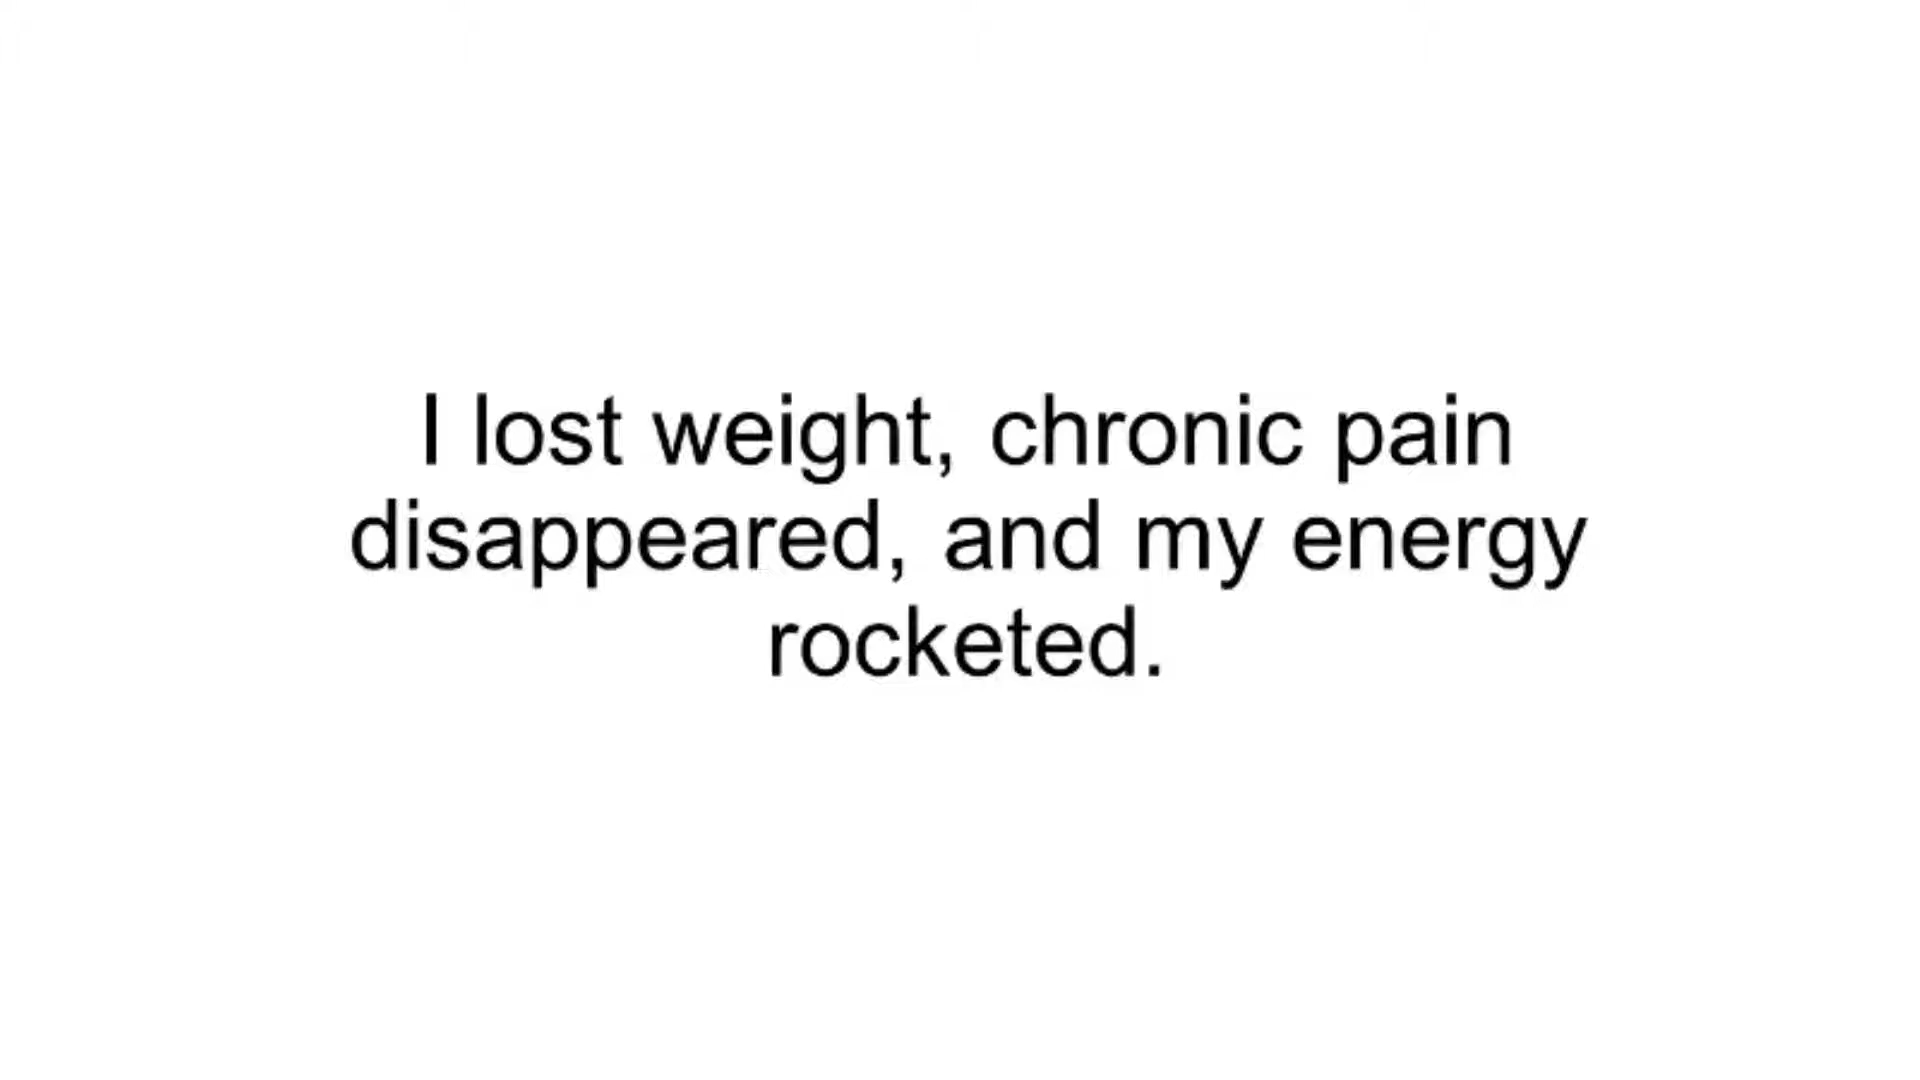 I lost weight, chronic pain
disappeared, and my energy
rocketed.